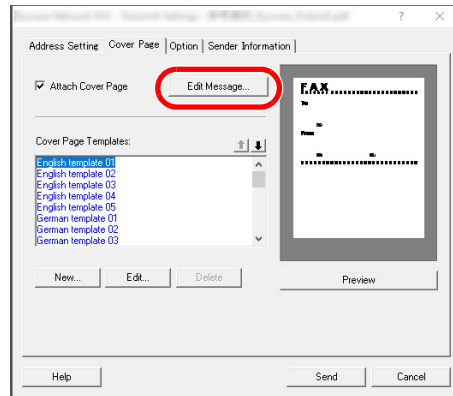 ? ×
Address Setting Cover Page Option Sender Information
Attach Cover Page
Edit Message...
FAX
To
From
Cover Page Templates:
English template 01
English template 02
English template 03
English template 04
English template 05
German template 01
German template 02
German template 03
New... Edit... Delete
Preview
Help
Send Cancel